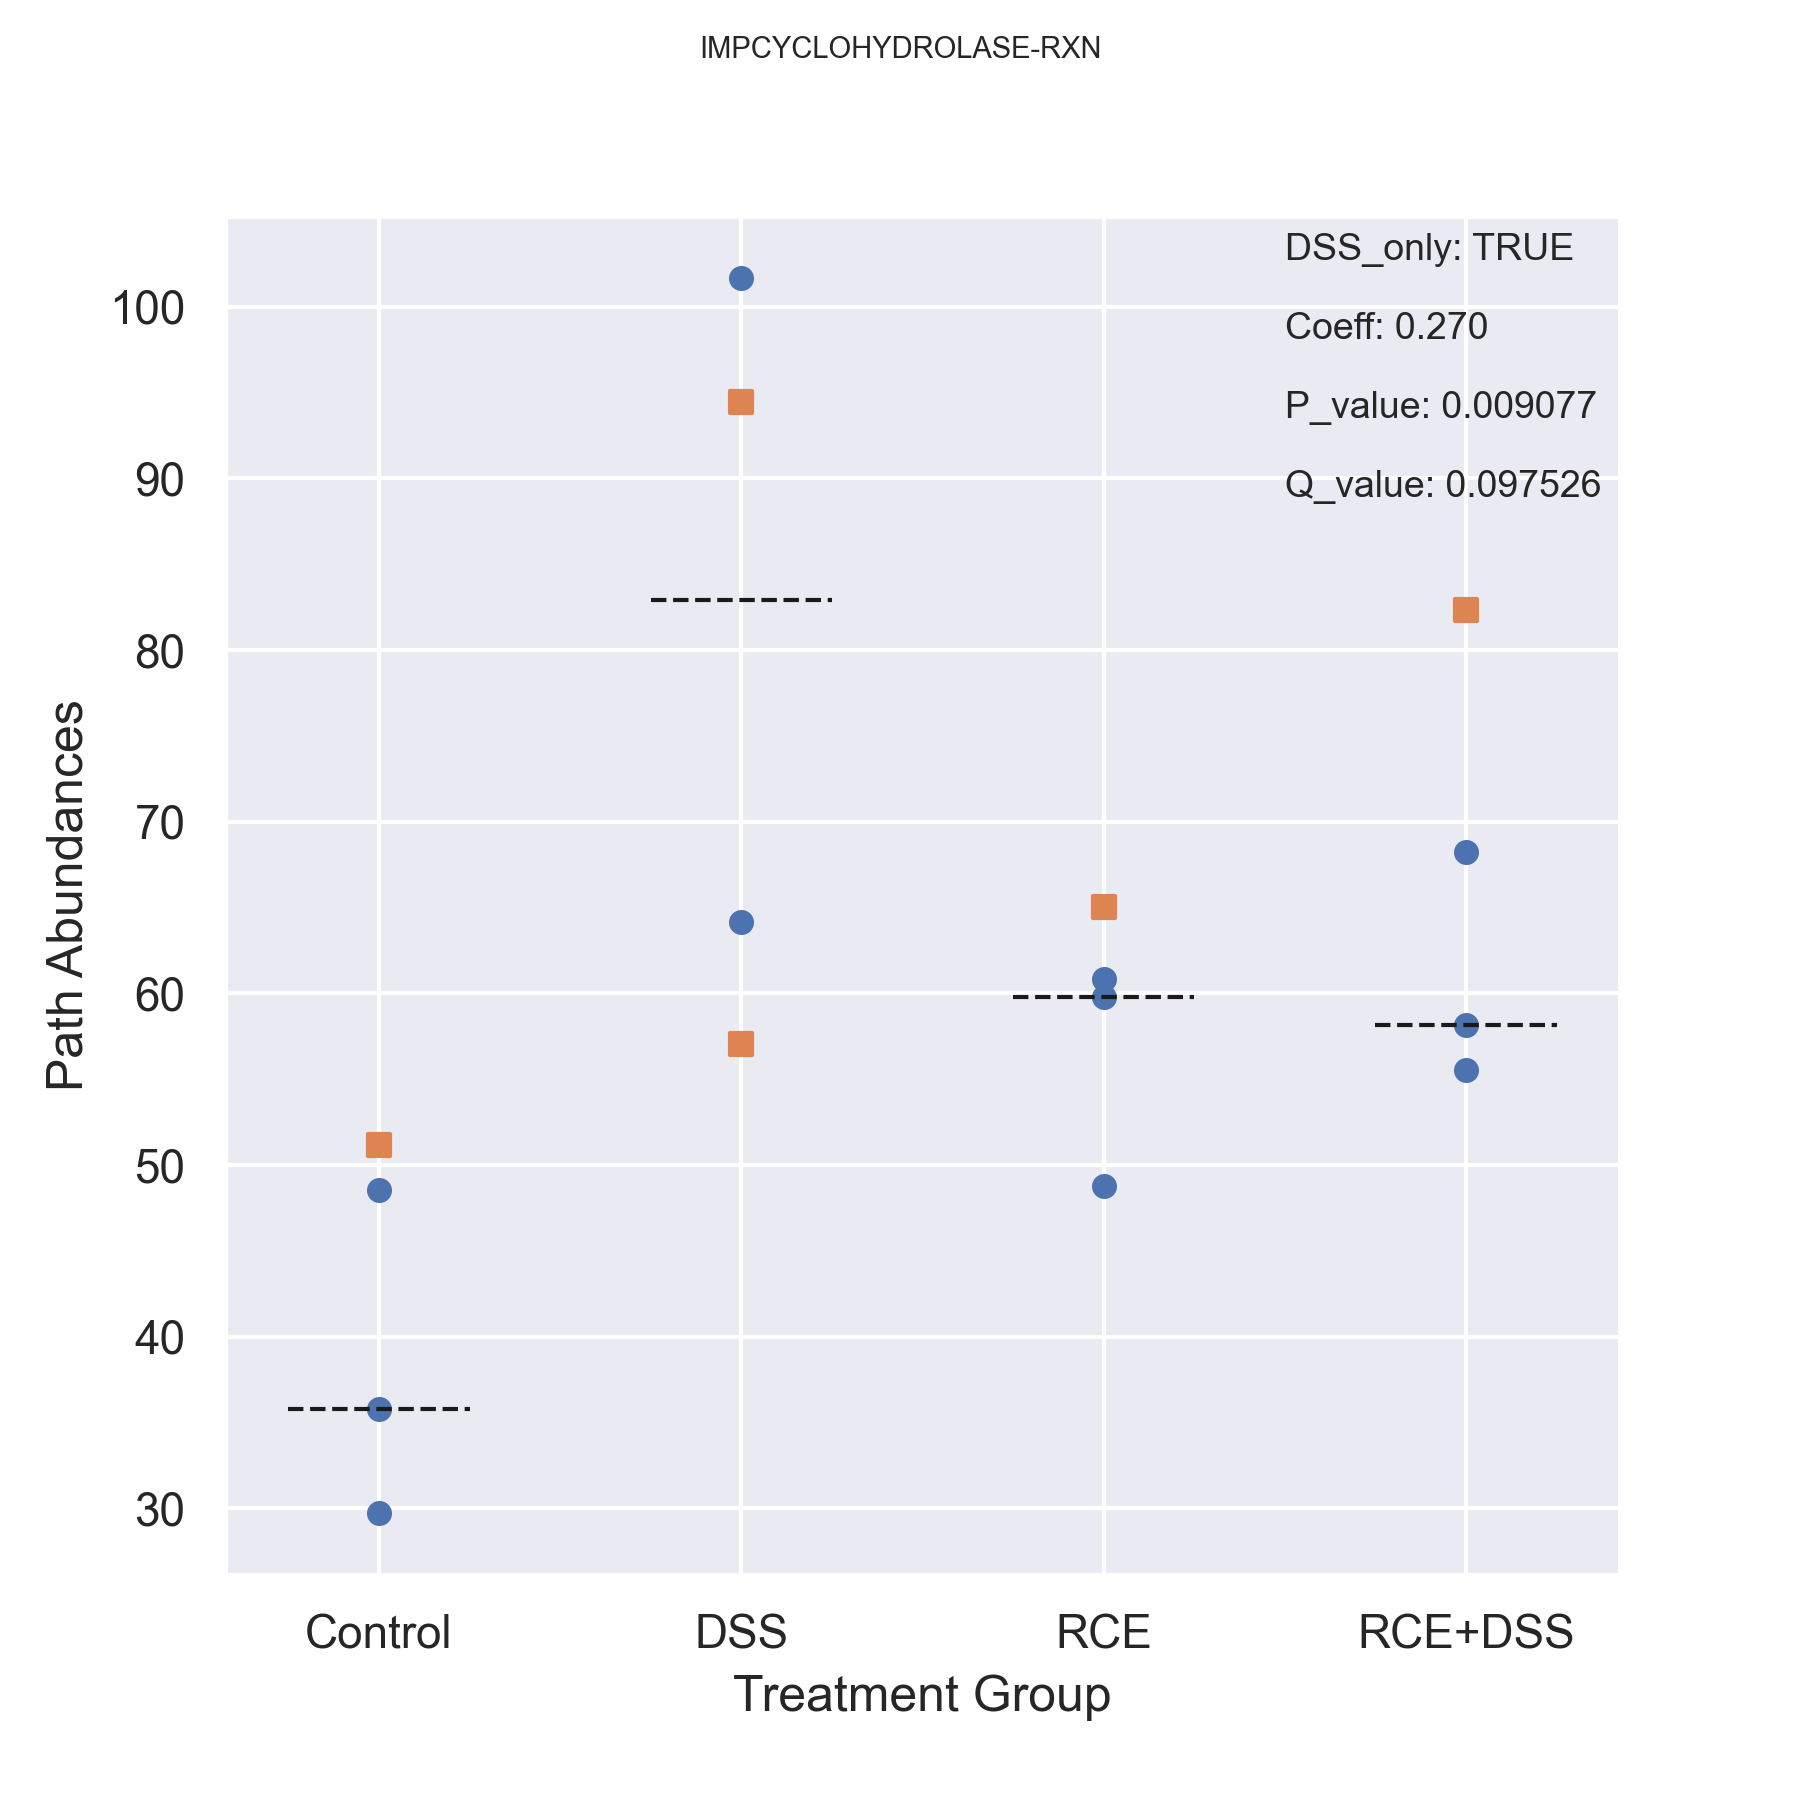 IMPCYCLOHYDROLASE-RXN
DSS_only: TRUE
Coeff: 0.270
P_value: 0.009077
Q_value: 0.097526
Path Abundances
100
90
80
70
60
50
40
30
Control DSS RCE RCE+DSS
Treatment Group